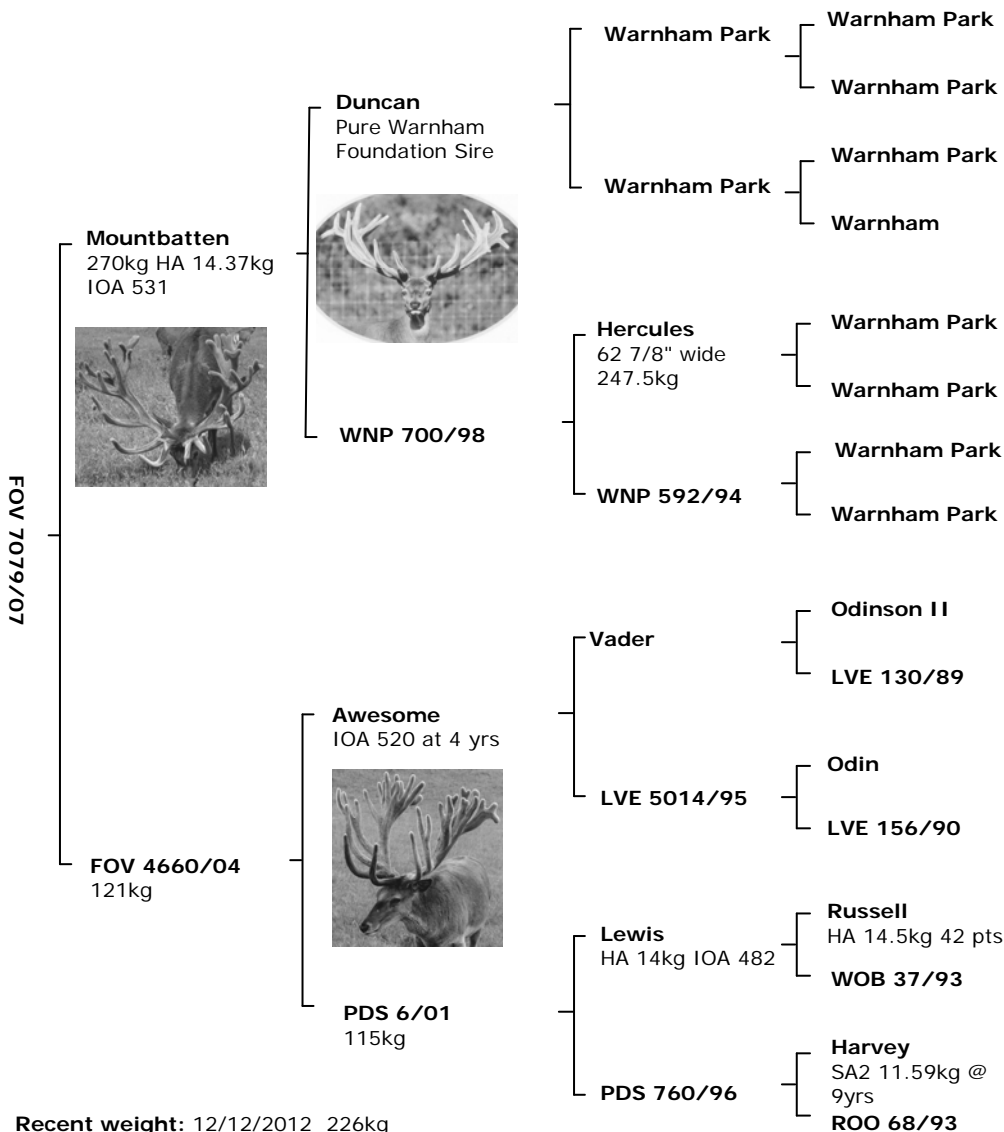 FOV 7079/07
Mountbatten
270kg HA 14.37kg
IOA 531
Duncan
Pure Warnham
Foundation Sire
Warnham Park
Warnham Park
Warnham Park
Warnham Park
Warnham Park
Warnham
WNP 700/98
Hercules
62 7/8" wide
247.5kg
Warnham Park
Warnham Park
WNP 592/94
Warnham Park
Warnham Park
FOV 4660/04
121kg
Awesome
IOA 520 at 4 yrs
Vader
Odinson II
LVE 130/89
LVE 5014/95
Odin
LVE 156/90
PDS 6/01
115kg
Lewis
HA 14kg IOA 482
Russell
HA 14.5kg 42 pts
WOB 37/93
PDS 760/96
Harvey
SA2 11.59kg @
9yrs
ROO 68/93
Recent weight: 12/12/2012 226kg